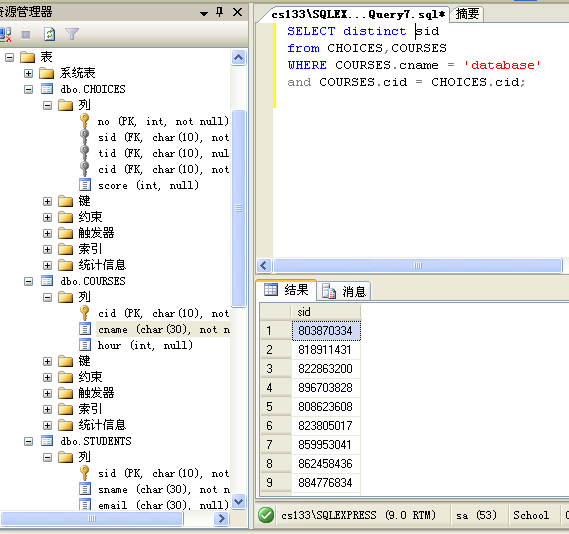 资源管理器
表
系统表
dbo.CHOICES
列
no (PK, int, not null)
sid (FK, char(10), not
tid (FK, char(10), nul
cid (FK, char(10), not
score (int, null)
键
约束
触发器
索引
统计信息
dbo.COURSES
列
cid (PK, char(10), not
cname (char(30), not n
hour (int, null)
键
约束
触发器
索引
统计信息
dbo.STUDENTS
列
sid (PK, char(10), not
sname (char(30), not n
email (char(30), null)
cs133\SQLEX...Query7.sql* 摘要
SELECT distinct sid
from CHOICES,COURSES
WHERE COURSES.cname = 'database'
and COURSES.cid = CHOICES.cid;
结果 消息
sid
1 803870334
2 818911431
3 822863200
4 896703828
5 808623608
6 823805017
7 859953041
8 862458436
9 884776834
cs133\SQLEXPRESS (9.0 RTM) sa (53) School